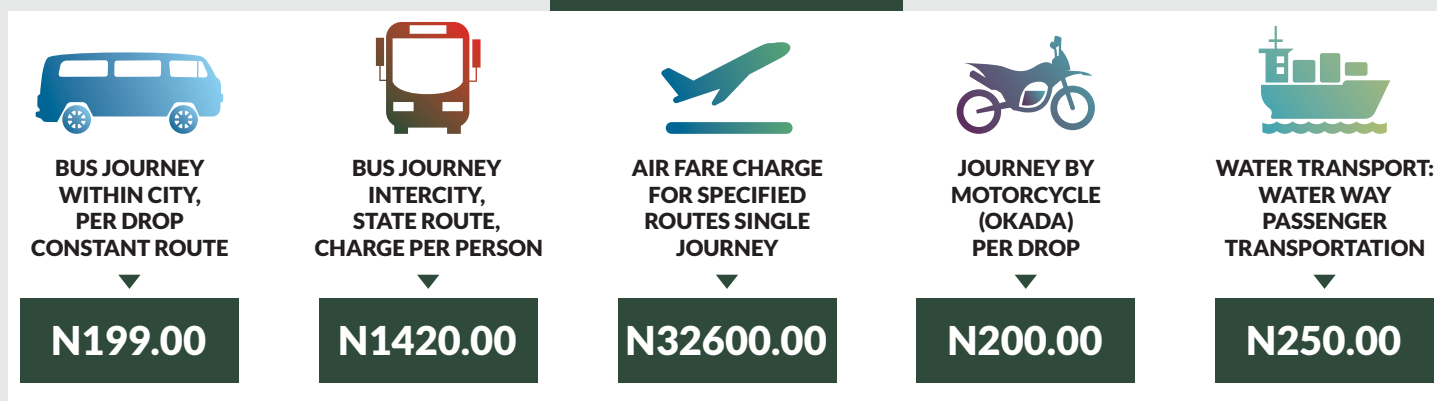 BUS JOURNEY
WITHIN CITY,
PER DROP
CONSTANT ROUTE
N199.00
BUS JOURNEY
INTERCITY,
STATE ROUTE,
CHARGE PER PERSON
N1420.00
AIR FARE CHARGE
FOR SPECIFIED
ROUTES SINGLE
JOURNEY
N32600.00
JOURNEY BY
MOTORCYCLE
(OKADA)
PER DROP
N200.00
WATER TRANSPORT:
WATER WAY
PASSENGER
TRANSPORTATION
N250.00